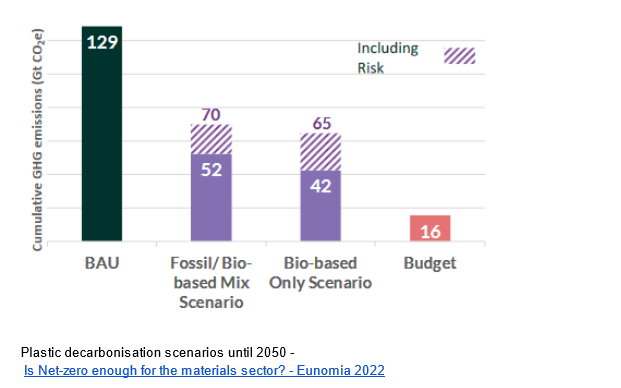 Cumulative GHG emissions (Gt CO₂e)
129
Including
Risk
70
52
65
42
16
BAU
Fossil/Bio-
based Mix
Scenario
Bio-based
Only Scenario
Budget
Plastic decarbonisation scenarios until 2050 -
Is Net-zero enough for the materials sector? - Eunomia 2022